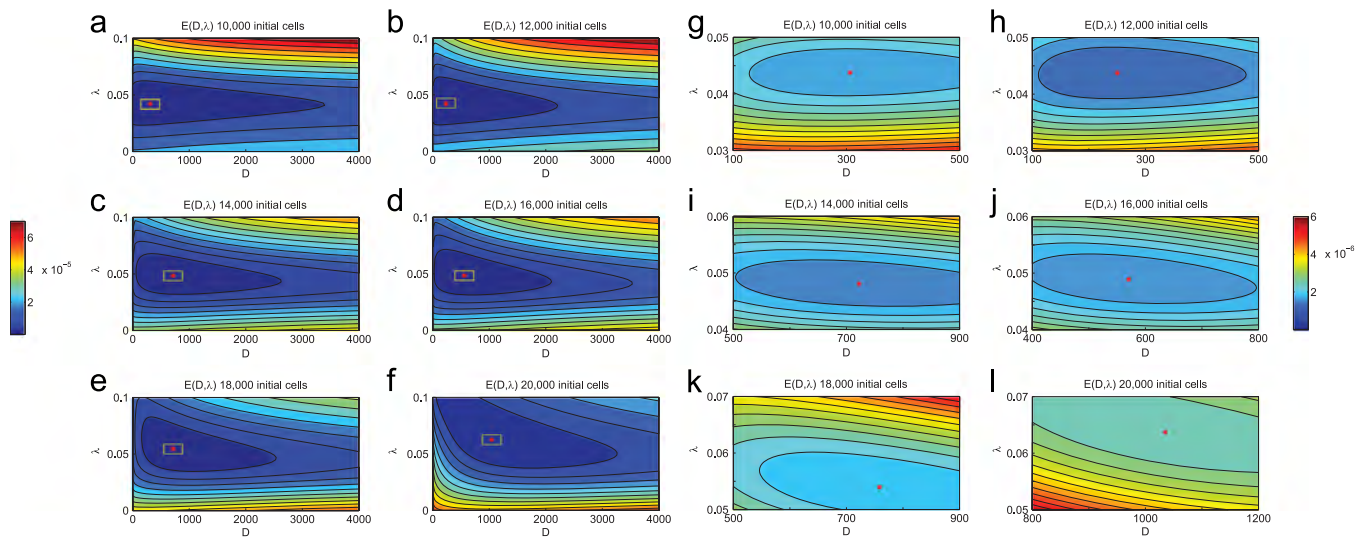 a
E(D,λ) 10,000 initial cells
0.1
0.05
0
λ
0 1000 2000 3000 4000
D
b
E(D,λ) 12,000 initial cells
0.1
0.05
0
λ
0 1000 2000 3000 4000
D
g
E(D,λ) 10,000 initial cells
0.05
0.04
0.03
λ
100 300 500
D
h
E(D,λ) 12,000 initial cells
0.05
0.04
0.03
λ
100 300 500
D
6
4
2
x 10⁻⁵
c
E(D,λ) 14,000 initial cells
0.1
0.05
0
λ
0 1000 2000 3000 4000
D
d
E(D,λ) 16,000 initial cells
0.1
0.05
0
λ
0 1000 2000 3000 4000
D
i
E(D,λ) 14,000 initial cells
0.06
0.05
0.04
λ
500 700 900
D
j
E(D,λ) 16,000 initial cells
0.06
0.05
0.04
λ
400 600 800
D
6
4
2
x 10⁻⁶
e
E(D,λ) 18,000 initial cells
0.1
0.05
0
λ
0 1000 2000 3000 4000
D
f
E(D,λ) 20,000 initial cells
0.1
0.05
0
λ
0 1000 2000 3000 4000
D
k
E(D,λ) 18,000 initial cells
0.07
0.06
0.05
λ
500 700 900
D
l
E(D,λ) 20,000 initial cells
0.07
0.06
0.05
λ
800 1000 1200
D